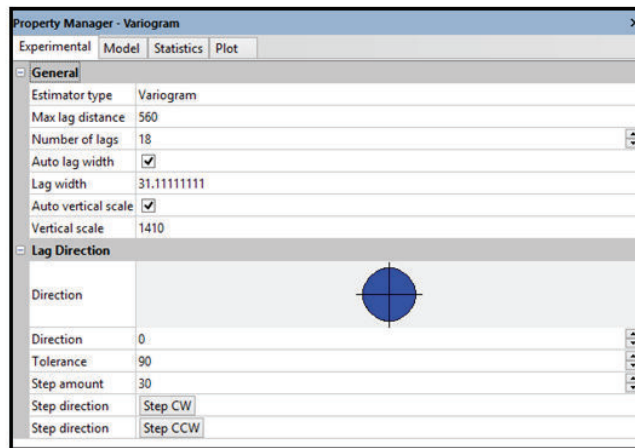 Property Manager - Variogram
Experimental Model Statistics Plot
General
Estimator type Variogram
Max lag distance 560
Number of lags 18
Auto lag width
Lag width 31.11111111
Auto vertical scale
Vertical scale 1410
Lag Direction
Direction
Direction 0
Tolerance 90
Step amount 30
Step direction Step CW
Step direction Step CCW